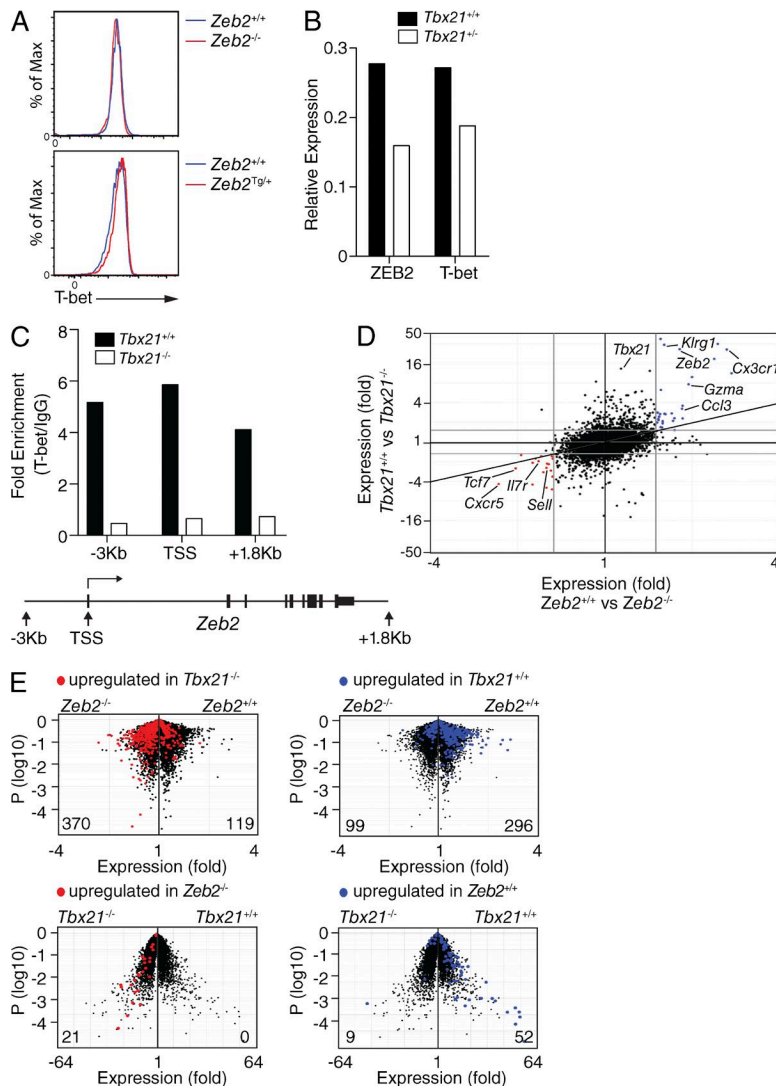 A
Zeb2+/+
Zeb2-/-
% of Max
0
0
Zeb2+/+
Zeb2Tg/+
% of Max
0
0
T-bet
B
Tbx21+/+
Tbx21+/-
Relative Expression
0.3
0.2
0.1
0
ZEB2 T-bet
C
Tbx21+/+
Tbx21-/-
Fold Enrichment
(T-bet/IgG)
8
6
4
2
0
-3Kb TSS +1.8Kb
Zeb2
-3Kb TSS +1.8Kb
D
Expression (fold)
Tbx21+/+ vs Tbx21-/-
50
16
4
1
-4
-16
-50
Tbx21
Klrg1
Zeb2
Cx3cr1
Gzma
Ccl3
Tcf7
Il7r
Cxcr5
Sell
-4 1 4
Expression (fold)
Zeb2+/+ vs Zeb2-/-
E
upregulated in Tbx21-/-
Zeb2-/- Zeb2+/+
P (log10)
0
-1
-2
-3
-4
370 119
-4 1 4
Expression (fold)
upregulated in Tbx21+/+
Zeb2-/- Zeb2+/+
P (log10)
0
-1
-2
-3
-4
99 296
-4 1 4
Expression (fold)
upregulated in Zeb2-/-
Tbx21-/- Tbx21+/+
P (log10)
0
-1
-2
-3
-4
21 0
-64 1 64
Expression (fold)
upregulated in Zeb2+/+
Tbx21-/- Tbx21+/+
P (log10)
0
-1
-2
-3
-4
9 52
-64 1 64
Expression (fold)